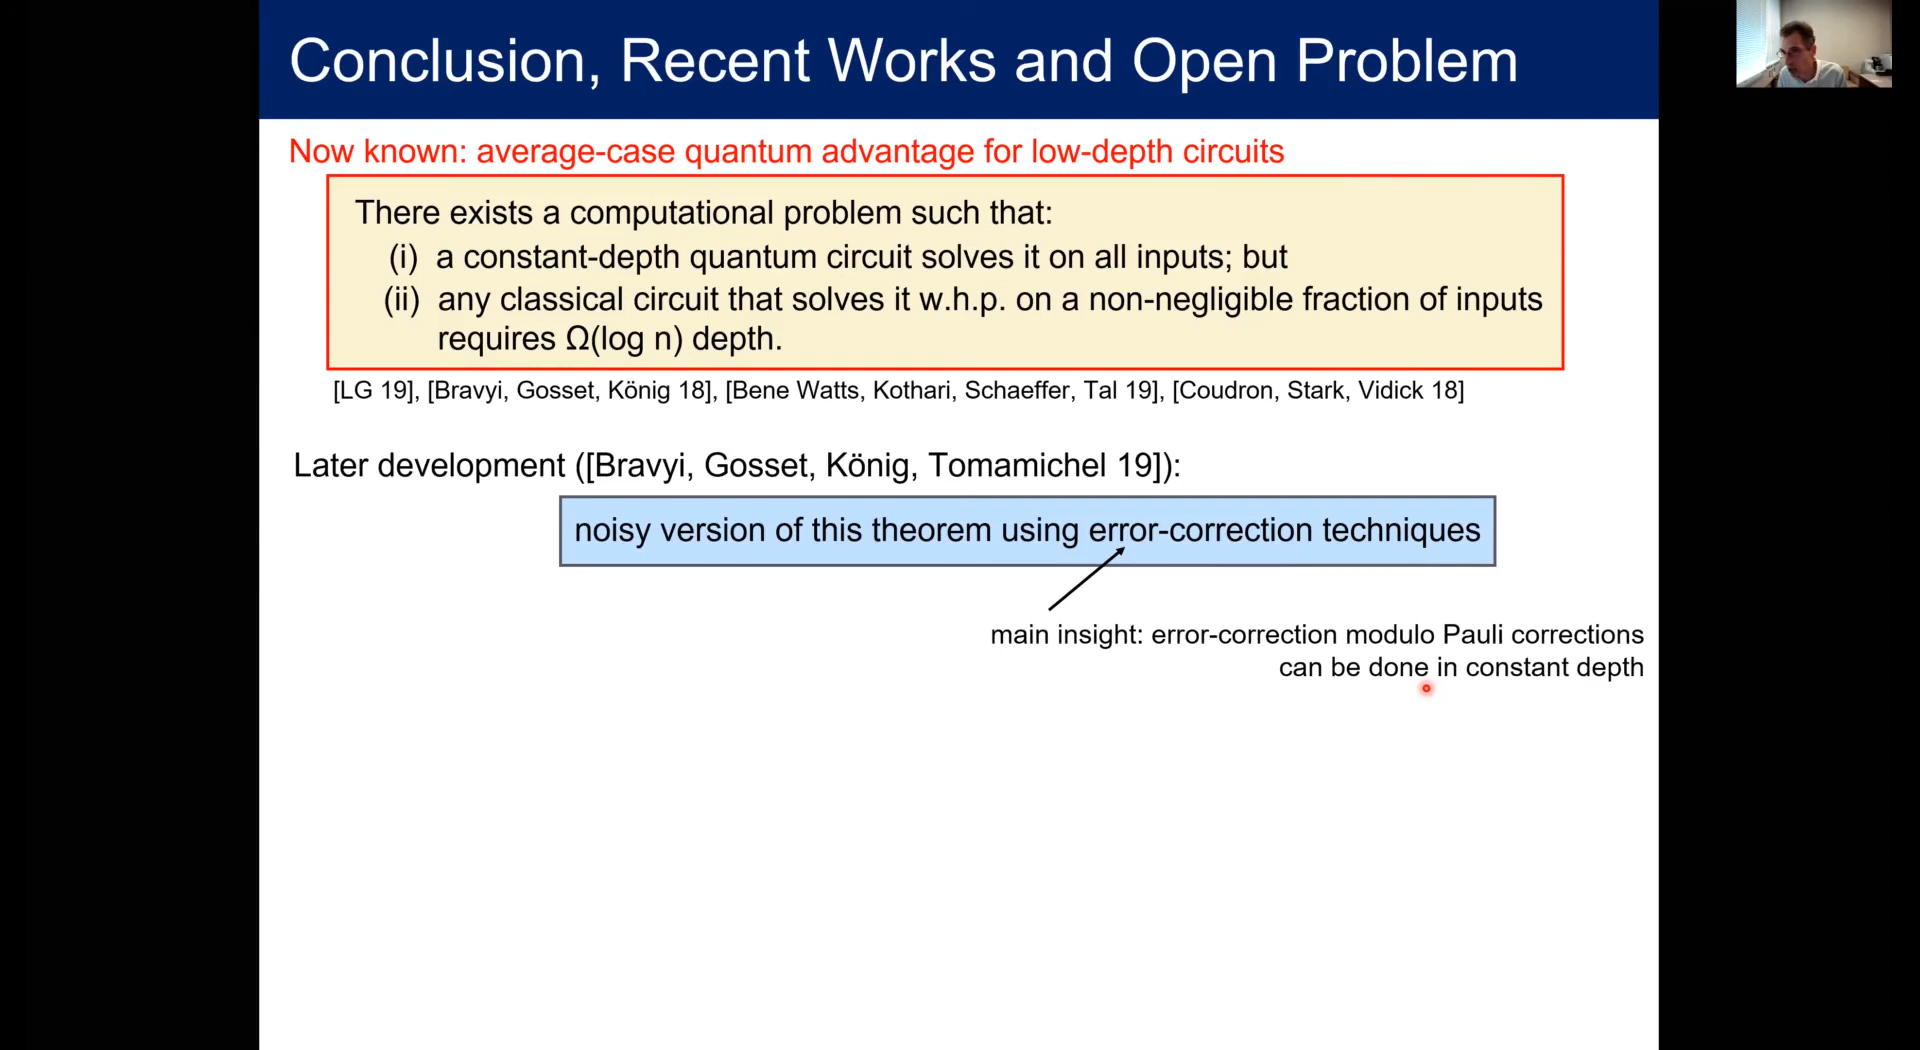 Conclusion, Recent Works and Open Problem
Now known: average-case quantum advantage for low-depth circuits
There exists a computational problem such that:
(i) a constant-depth quantum circuit solves it on all inputs; but
(ii) any classical circuit that solves it w.h.p. on a non-negligible fraction of inputs
requires Ω(log n) depth.
[LG 19], [Bravyi, Gosset, König 18], [Bene Watts, Kothari, Schaeffer, Tal 19], [Coudron, Stark, Vidick 18]
Later development ([Bravyi, Gosset, König, Tomamichel 19]):
noisy version of this theorem using error-correction techniques
main insight: error-correction modulo Pauli corrections
can be done in constant depth